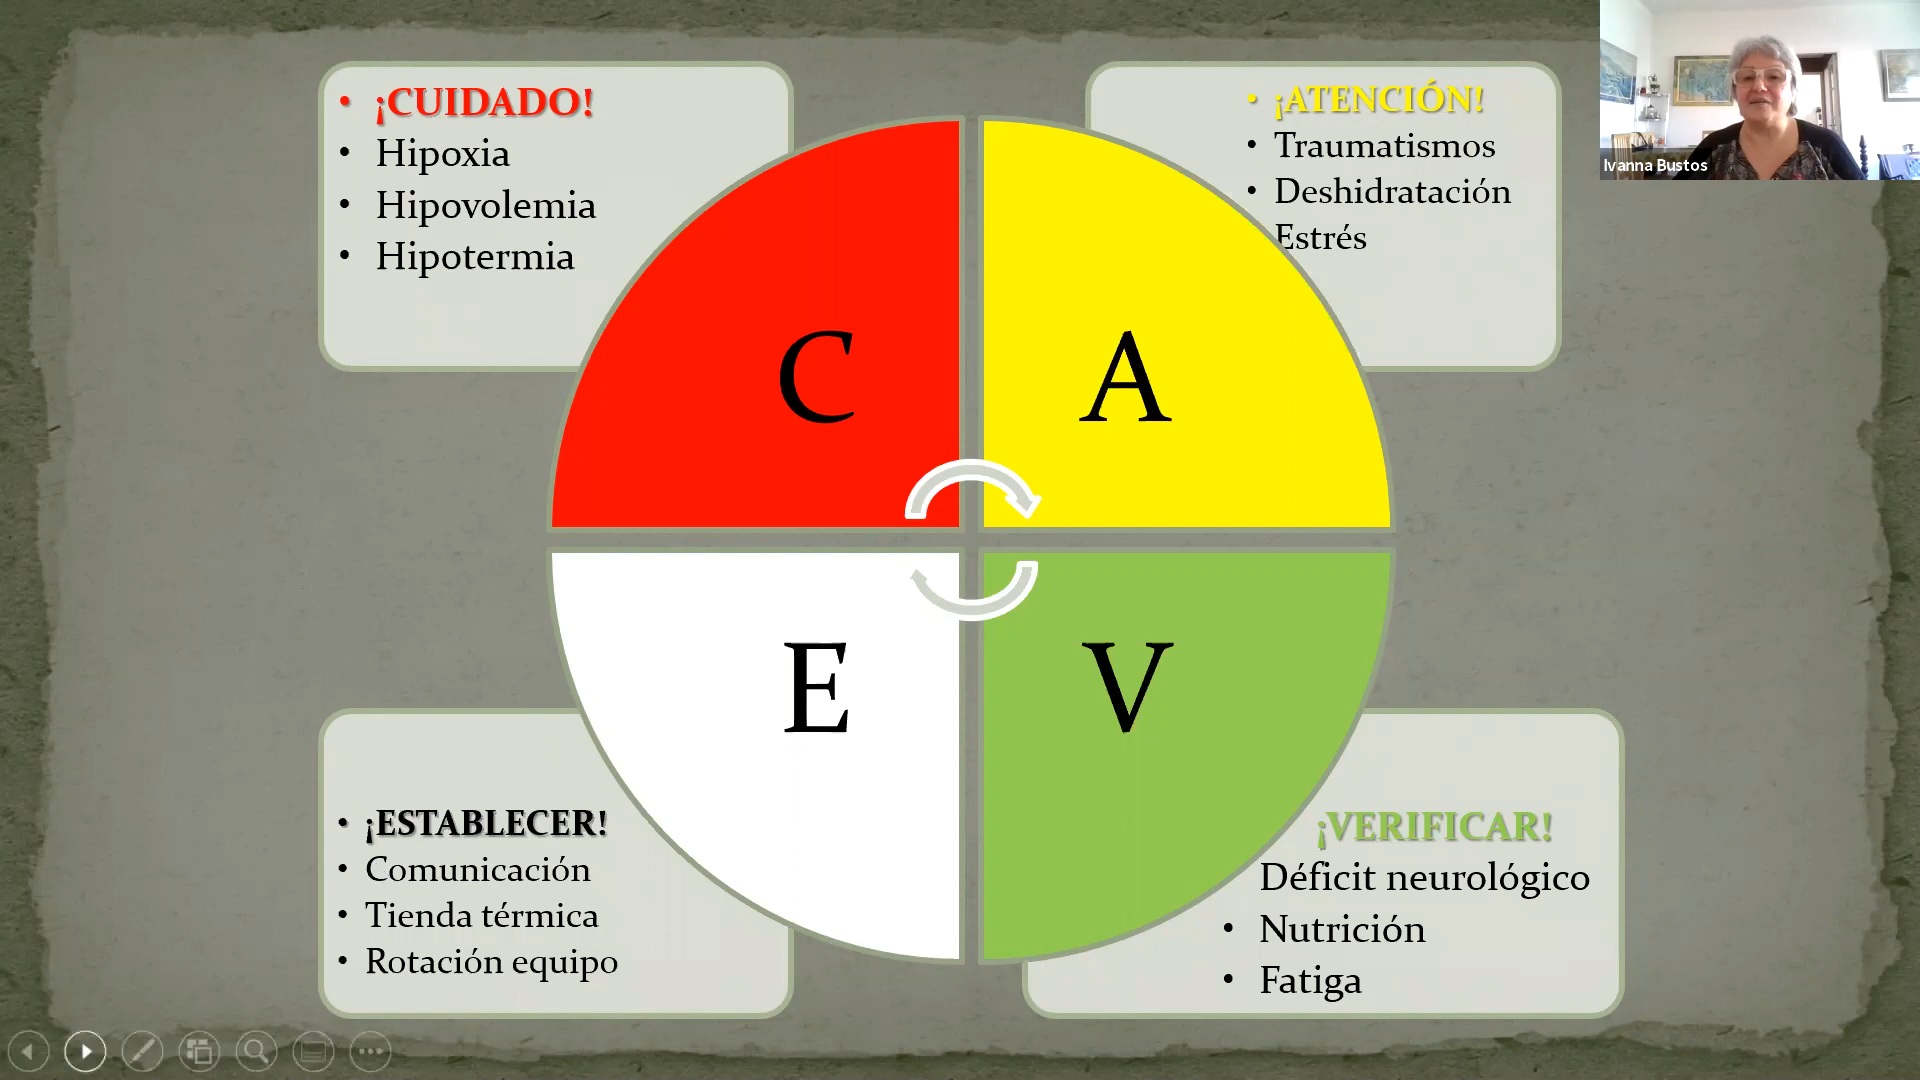 • ¡CUIDADO!
• Hipoxia
• Hipovolemia
• Hipotermia
• ¡ATENCIÓN!
• Traumatismos
• Deshidratación
Estrés
Ivanna Bustos
C
A
E
V
• ¡ESTABLECER!
• Comunicación
• Tienda térmica
• Rotación equipo
¡VERIFICAR!
Déficit neurológico
• Nutrición
• Fatiga